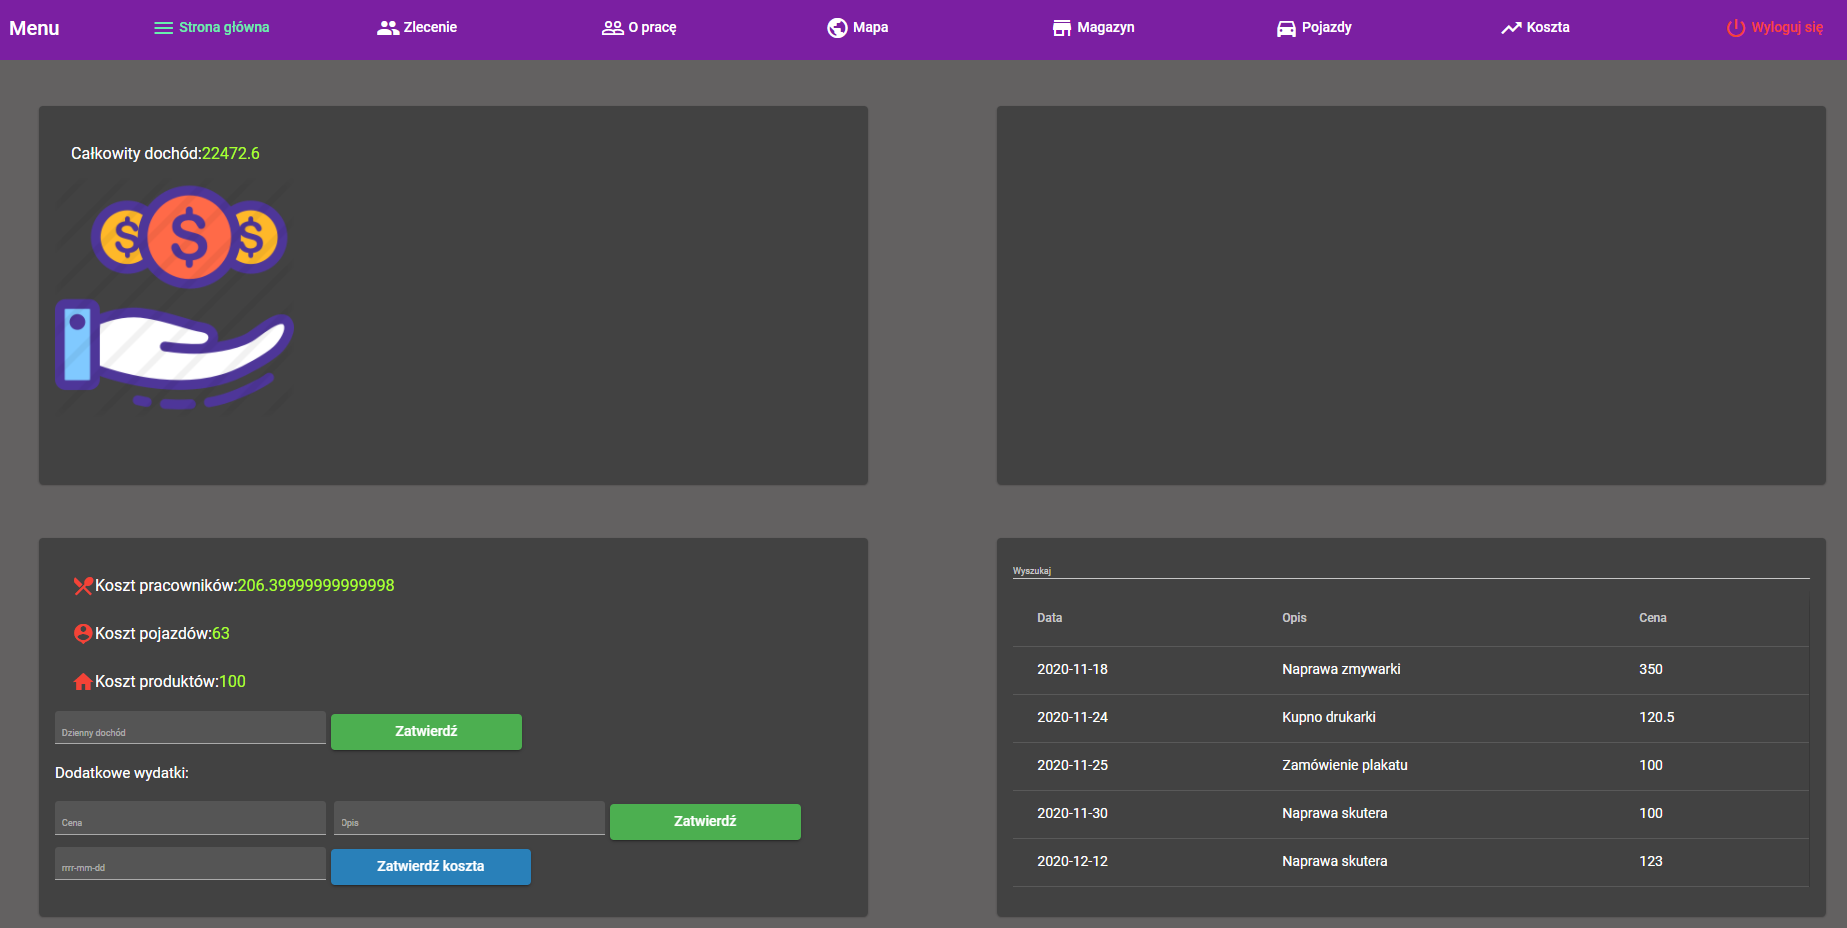 Menu
Strona główna
Zlecenie
O pracę
Mapa
Magazyn
Pojazdy
Koszta
Wyloguj się
Całkowity dochód:22472.6
$ $ $
Koszt pracowników:206.39999999999998
Koszt pojazdów:63
Koszt produktów:100
Dzienny dochód
Zatwierdź
Dodatkowe wydatki:
Cena
Opis
Zatwierdź
rrrr-mm-dd
Zatwierdź koszta
Wyszukaj
Data Opis Cena
2020-11-18 Naprawa zmywarki 350
2020-11-24 Kupno drukarki 120.5
2020-11-25 Zamówienie plakatu 100
2020-11-30 Naprawa skutera 100
2020-12-12 Naprawa skutera 123